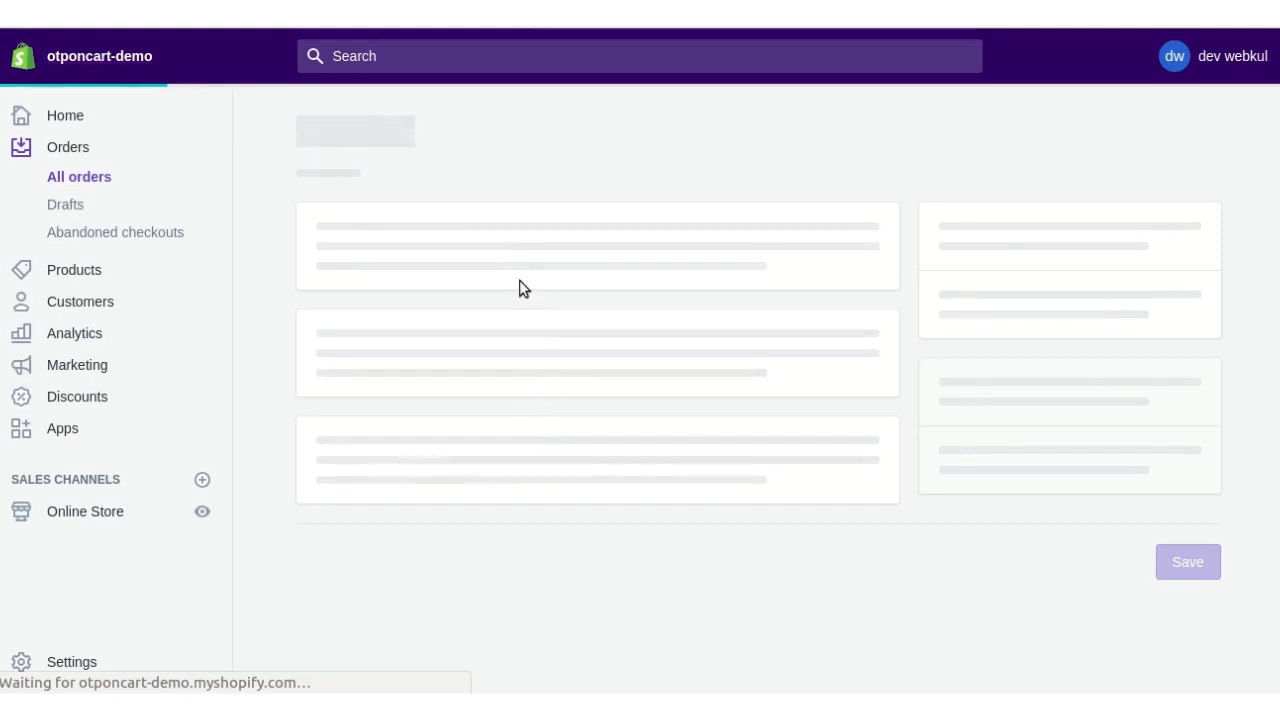 otponcart-demo
Search
dw dev webkul
Home
Orders
All orders
Drafts
Abandoned checkouts
Products
Customers
Analytics
Marketing
Discounts
Apps
SALES CHANNELS
Online Store
Save
Settings
Waiting for otponcart-demo.myshopify.com...